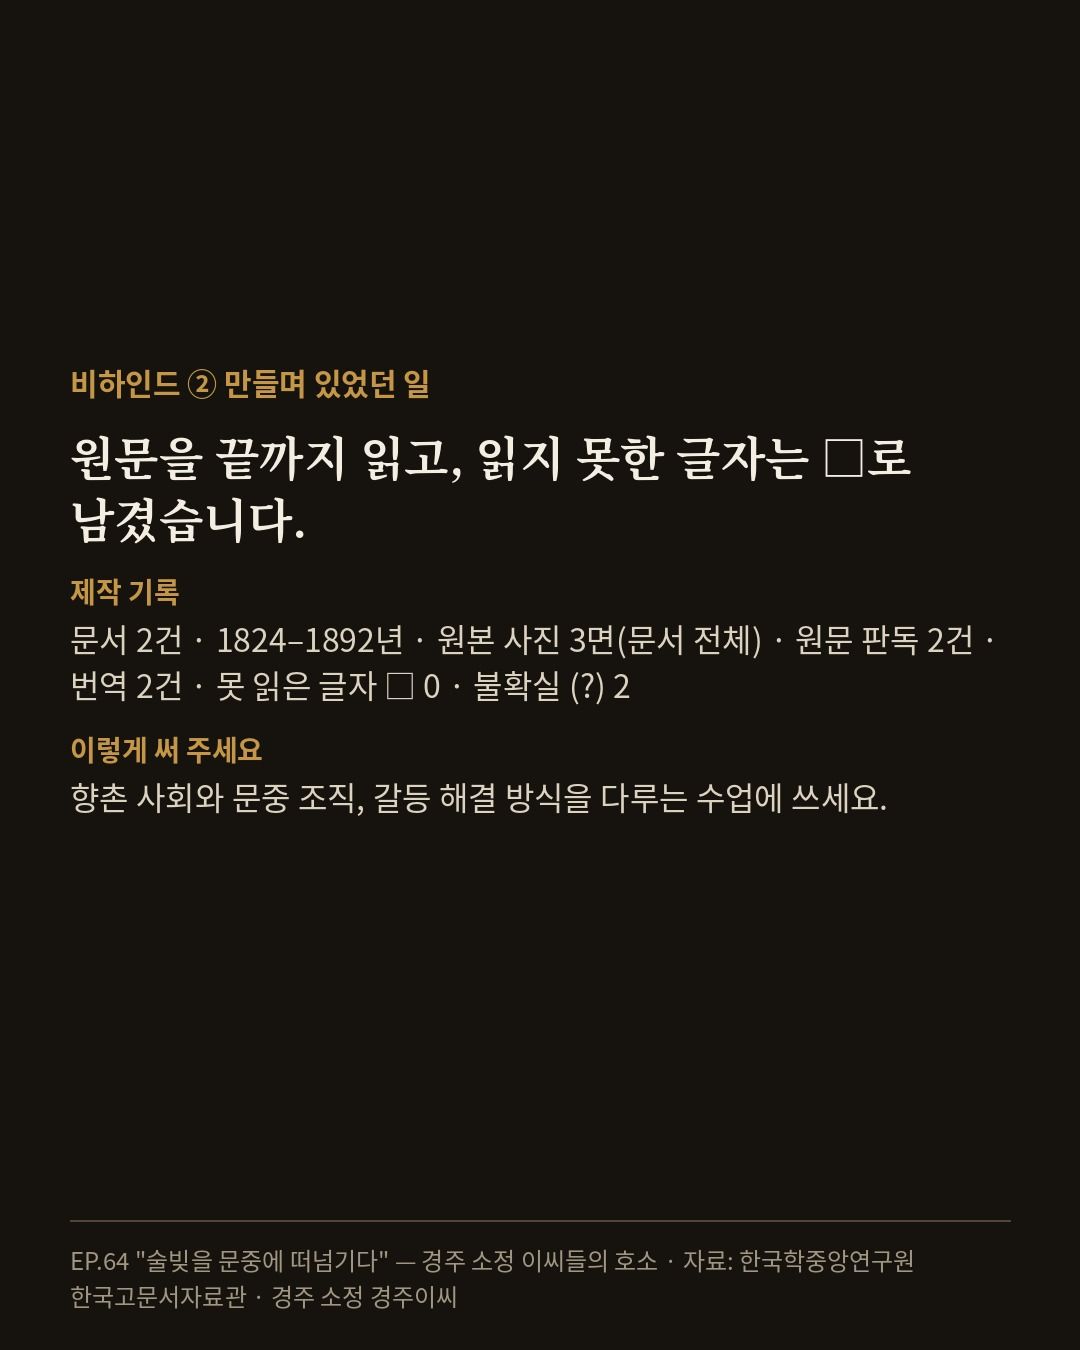 비하인드 ② 만들며 있었던 일
원문을 끝까지 읽고, 읽지 못한 글자는 □로
남겼습니다.
제작 기록
문서 2건 · 1824–1892년 · 원본 사진 3면(문서 전체) · 원문 판독 2건 ·
번역 2건 · 못 읽은 글자 □ 0 · 불확실 (?) 2
이렇게 써 주세요
향촌 사회와 문중 조직, 갈등 해결 방식을 다루는 수업에 쓰세요.
EP.64 "술빚을 문중에 떠넘기다" — 경주 소정 이씨들의 호소 · 자료: 한국학중앙연구원
한국고문서자료관 · 경주 소정 경주이씨